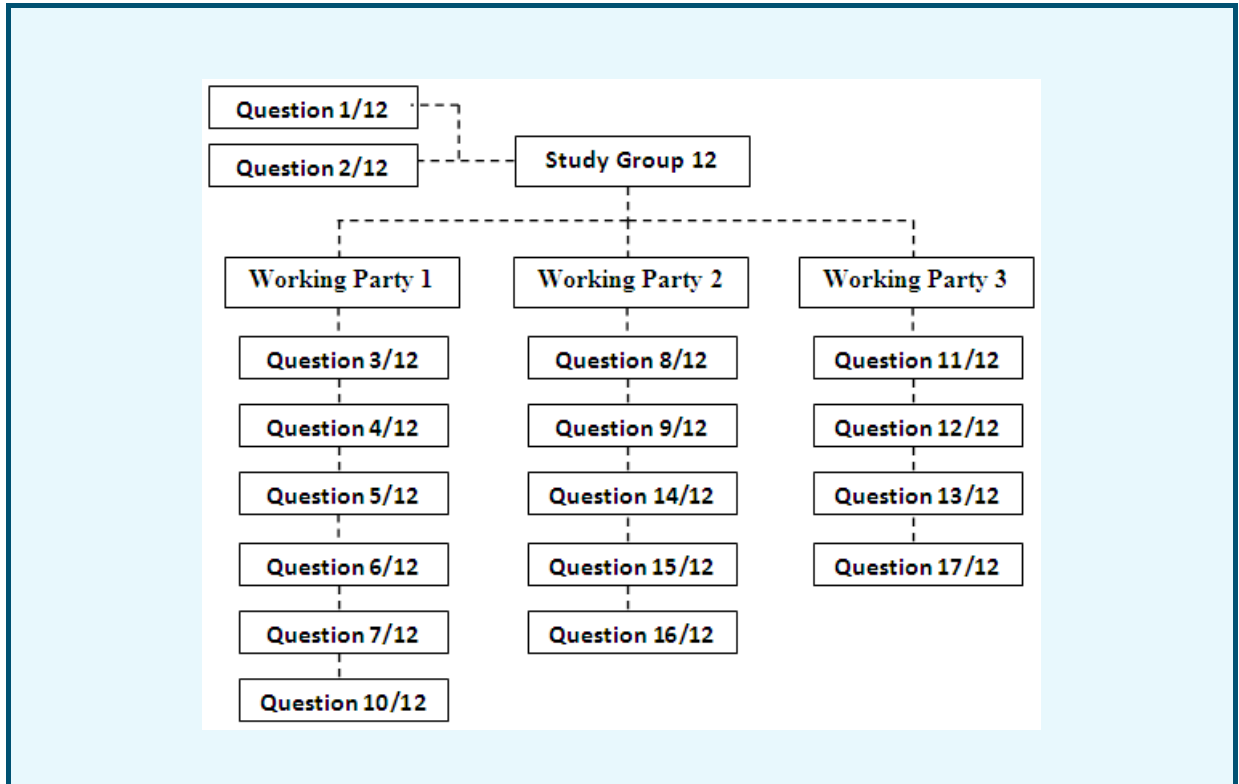 Question 1/12
Question 2/12
Study Group 12
Working Party 1
Question 3/12
Question 4/12
Question 5/12
Question 6/12
Question 7/12
Question 10/12
Working Party 2
Question 8/12
Question 9/12
Question 14/12
Question 15/12
Question 16/12
Working Party 3
Question 11/12
Question 12/12
Question 13/12
Question 17/12